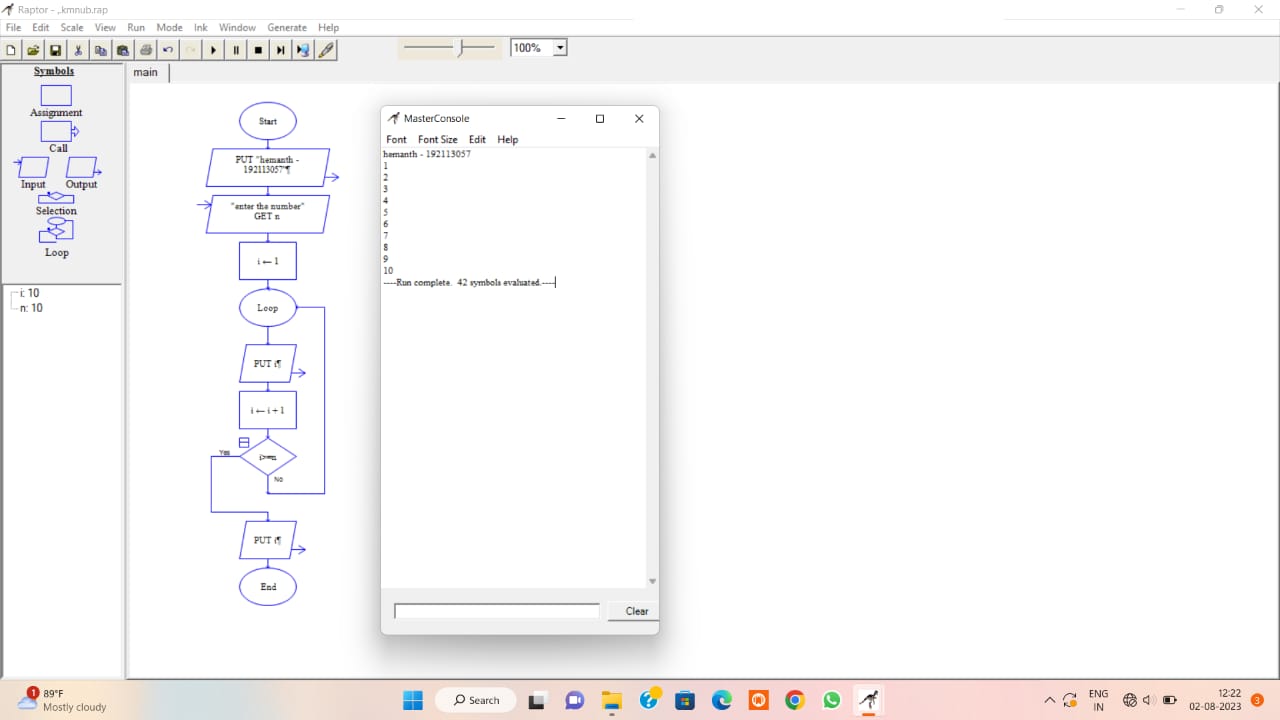 Raptor - ,.kmnub.rap
File Edit Scale View Run Mode Ink Window Generate Help
100%
Symbols
main
Assignment
Call
Input Output
Selection
Loop
i: 10
n: 10
Start
PUT "hemanth -
192113057"¶
"enter the number"
GET n
i ← 1
Loop
PUT i¶
i ← i + 1
i>=n
Yes
No
PUT i¶
End
MasterConsole
Font Font Size Edit Help
hemanth - 192113057
1
2
3
4
5
6
7
8
9
10
----Run complete. 42 symbols evaluated.----
Clear
1
89°F
Mostly cloudy
Search
ENG
IN
12:22
02-08-2023
3